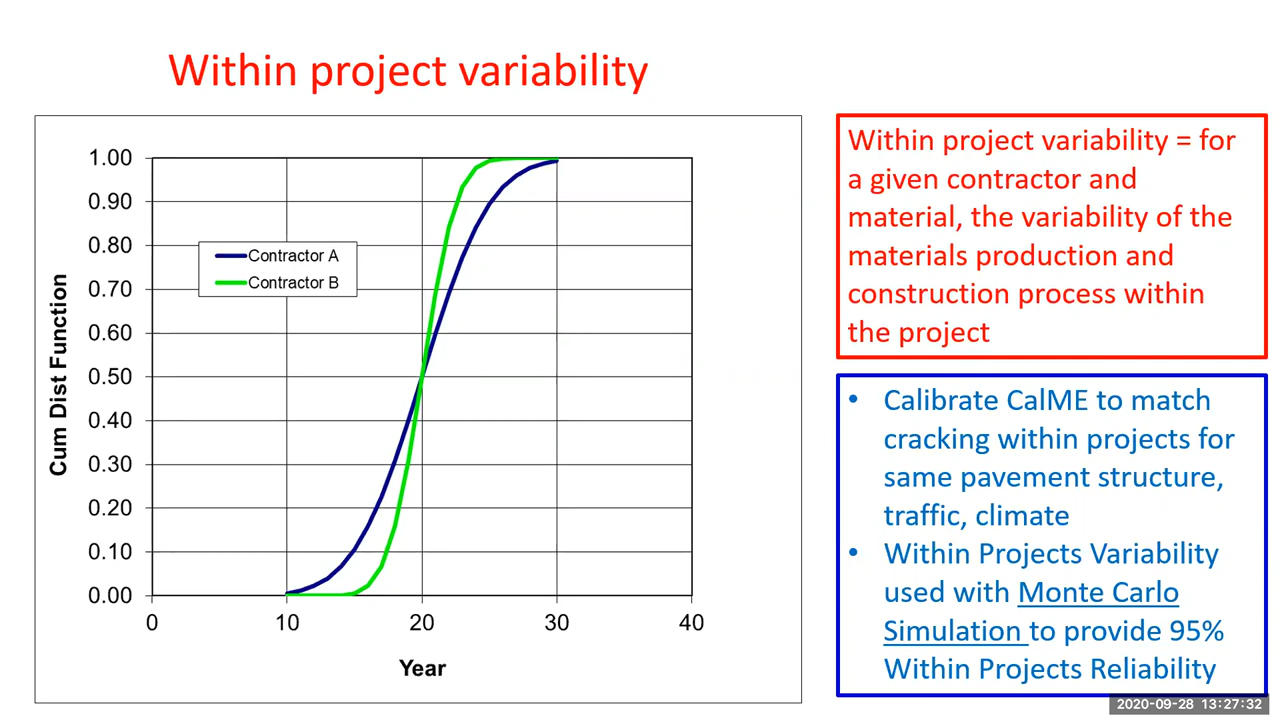 Within project variability
1.00
0.90
0.80
0.70
0.60
0.50
0.40
0.30
0.20
0.10
0.00
Cum Dist Function
Contractor A
Contractor B
0 10 20 30 40
Year
Within project variability = for
a given contractor and
material, the variability of the
materials production and
construction process within
the project
• Calibrate CalME to match
cracking within projects for
same pavement structure,
traffic, climate
• Within Projects Variability
used with Monte Carlo
Simulation to provide 95%
Within Projects Reliability
2020-09-28 13:27:32